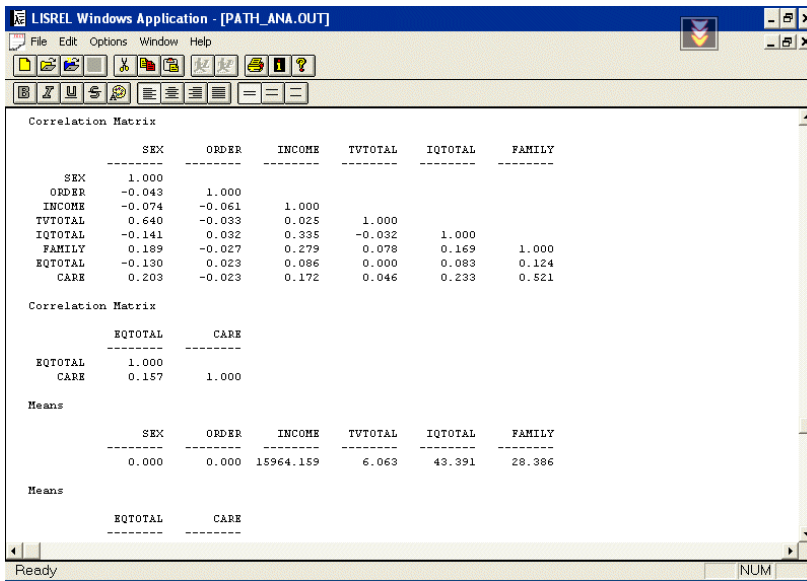 LISREL Windows Application - [PATH_ANA.OUT]
File Edit Options Window Help
B I U S
Correlation Matrix
SEX ORDER INCOME TVTOTAL IQTOTAL FAMILY
-------- -------- -------- -------- -------- --------
SEX 1.000
ORDER -0.043 1.000
INCOME -0.074 -0.061 1.000
TVTOTAL 0.640 -0.033 0.025 1.000
IQTOTAL -0.141 0.032 0.335 -0.032 1.000
FAMILY 0.189 -0.027 0.279 0.078 0.169 1.000
EQTOTAL -0.130 0.023 0.086 0.000 0.083 0.124
CARE 0.203 -0.023 0.172 0.046 0.233 0.521
Correlation Matrix
EQTOTAL CARE
-------- --------
EQTOTAL 1.000
CARE 0.157 1.000
Means
SEX ORDER INCOME TVTOTAL IQTOTAL FAMILY
-------- -------- -------- -------- -------- --------
0.000 0.000 15964.159 6.063 43.391 28.386
Means
EQTOTAL CARE
-------- --------
Ready NUM